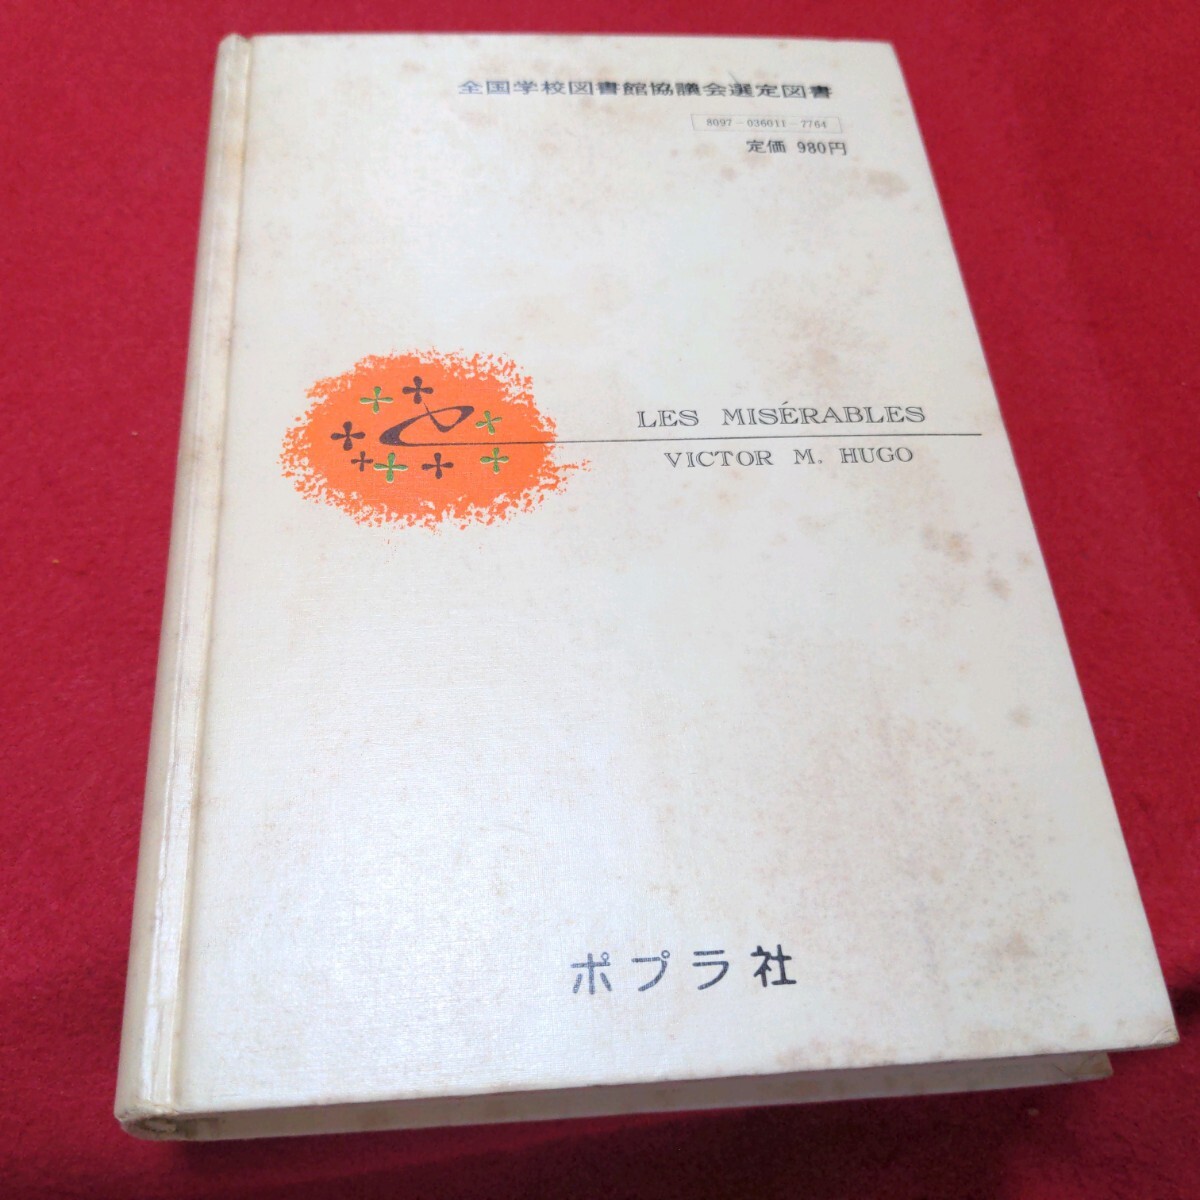 全国学校図書館協議会選定図書
8097-036011-7764
定価 980円
LES MISÉRABLES
VICTOR M. HUGO
ポプラ社